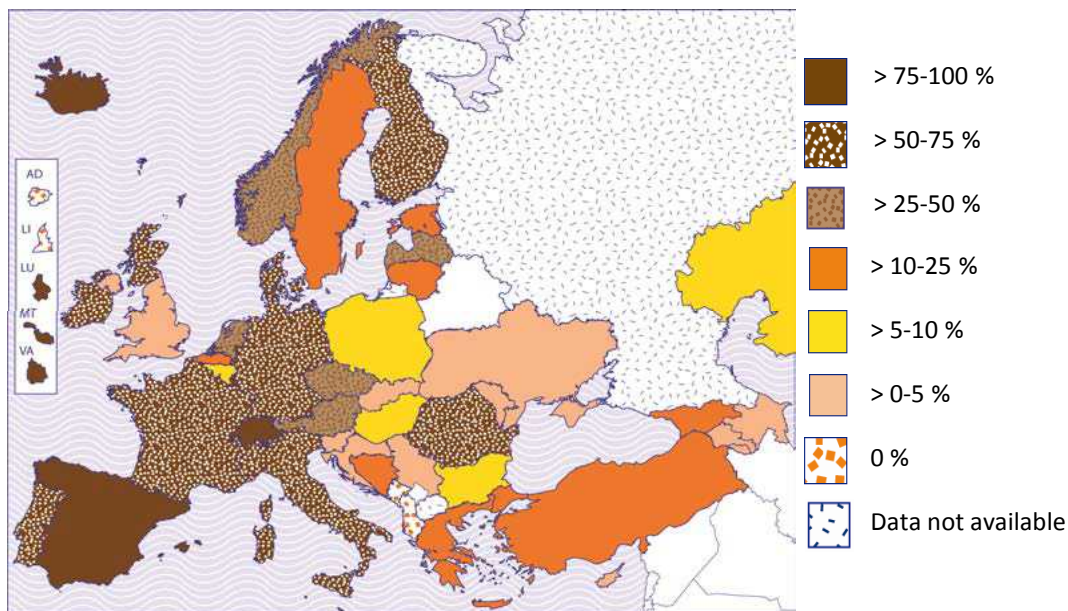 AD
LI
LU
MT
VA
> 75-100 %
> 50-75 %
> 25-50 %
> 10-25 %
> 5-10 %
> 0-5 %
0 %
Data not available